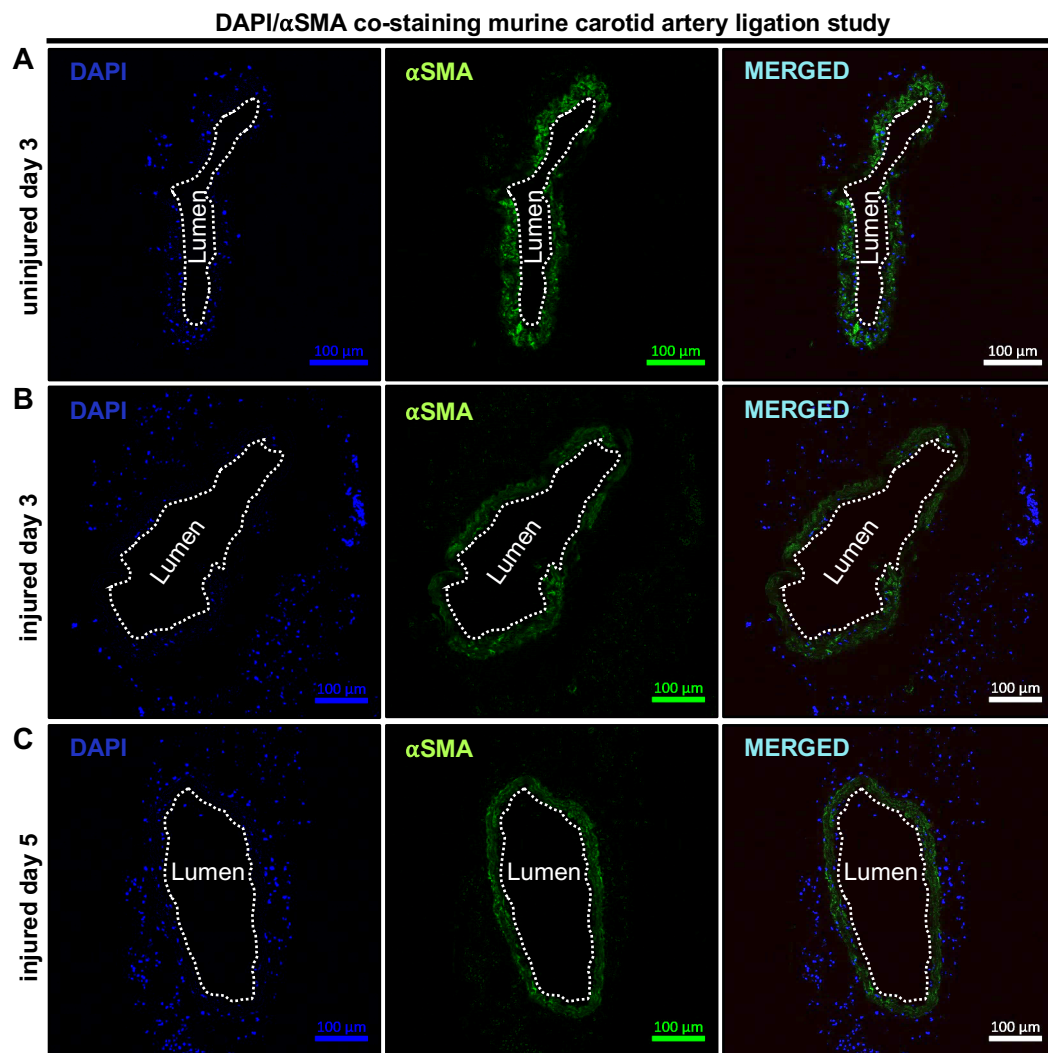 DAPI/αSMA co-staining murine carotid artery ligation study
A
uninjured day 3
DAPI
Lumen
100 µm
αSMA
Lumen
100 µm
MERGED
Lumen
100 µm
B
injured day 3
DAPI
Lumen
100 µm
αSMA
Lumen
100 µm
MERGED
Lumen
100 µm
C
injured day 5
DAPI
Lumen
100 µm
αSMA
Lumen
100 µm
MERGED
Lumen
100 µm